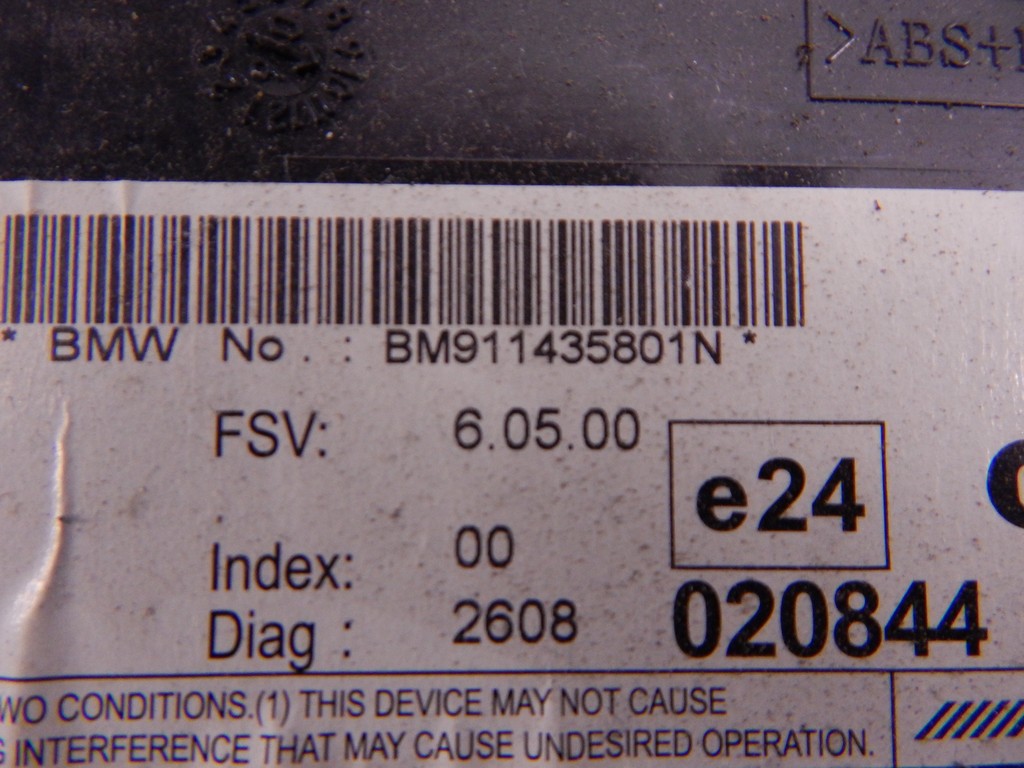 >ABS+
* BMW No. : BM911435801N *
FSV: 6.05.00
e24
Index: 00
Diag : 2608
020844
CONDITIONS.(1) THIS DEVICE MAY NOT CAUSE
INTERFERENCE THAT MAY CAUSE UNDESIRED OPERATION.